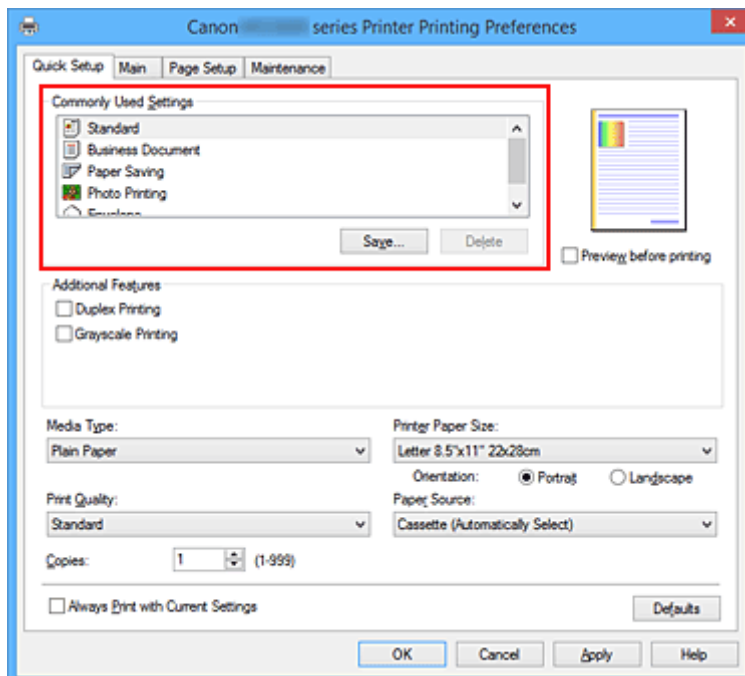 Canon series Printer Printing Preferences
Quick Setup Main Page Setup Maintenance
Commonly Used Settings
Standard
Business Document
Paper Saving
Photo Printing
Envelope
Save... Delete
Preview before printing
Addtional Features
Duplex Printing
Grayscale Printing
Media Type: Printer Paper Size:
Plain Paper Letter 8.5"x11" 22x28cm
Orientation: Portrait Landscape
Print Quality: Paper Source:
Standard Cassette (Automatically Select)
Copies: 1 (1-999)
Always Print with Current Settings Defaults
OK Cancel Apply Help